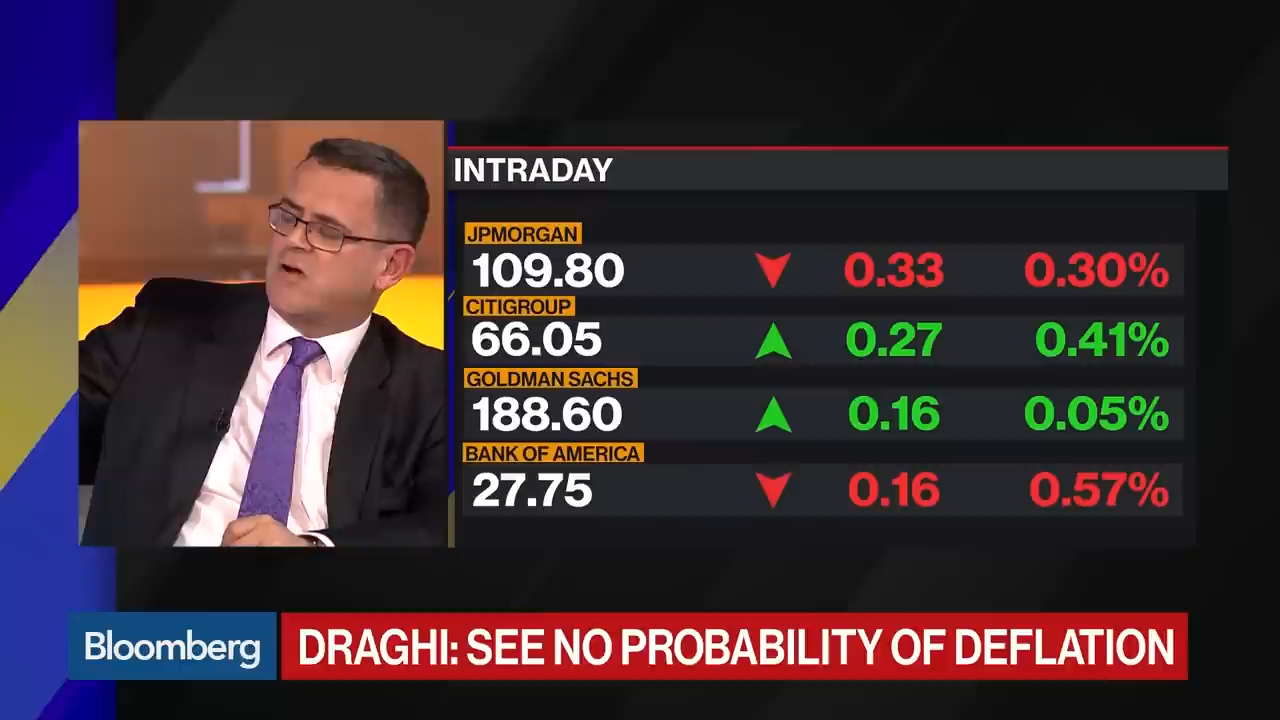 INTRADAY
JPMORGAN
109.80 0.33 0.30%
CITIGROUP
66.05 0.27 0.41%
GOLDMAN SACHS
188.60 0.16 0.05%
BANK OF AMERICA
27.75 0.16 0.57%
Bloomberg DRAGHI: SEE NO PROBABILITY OF DEFLATION